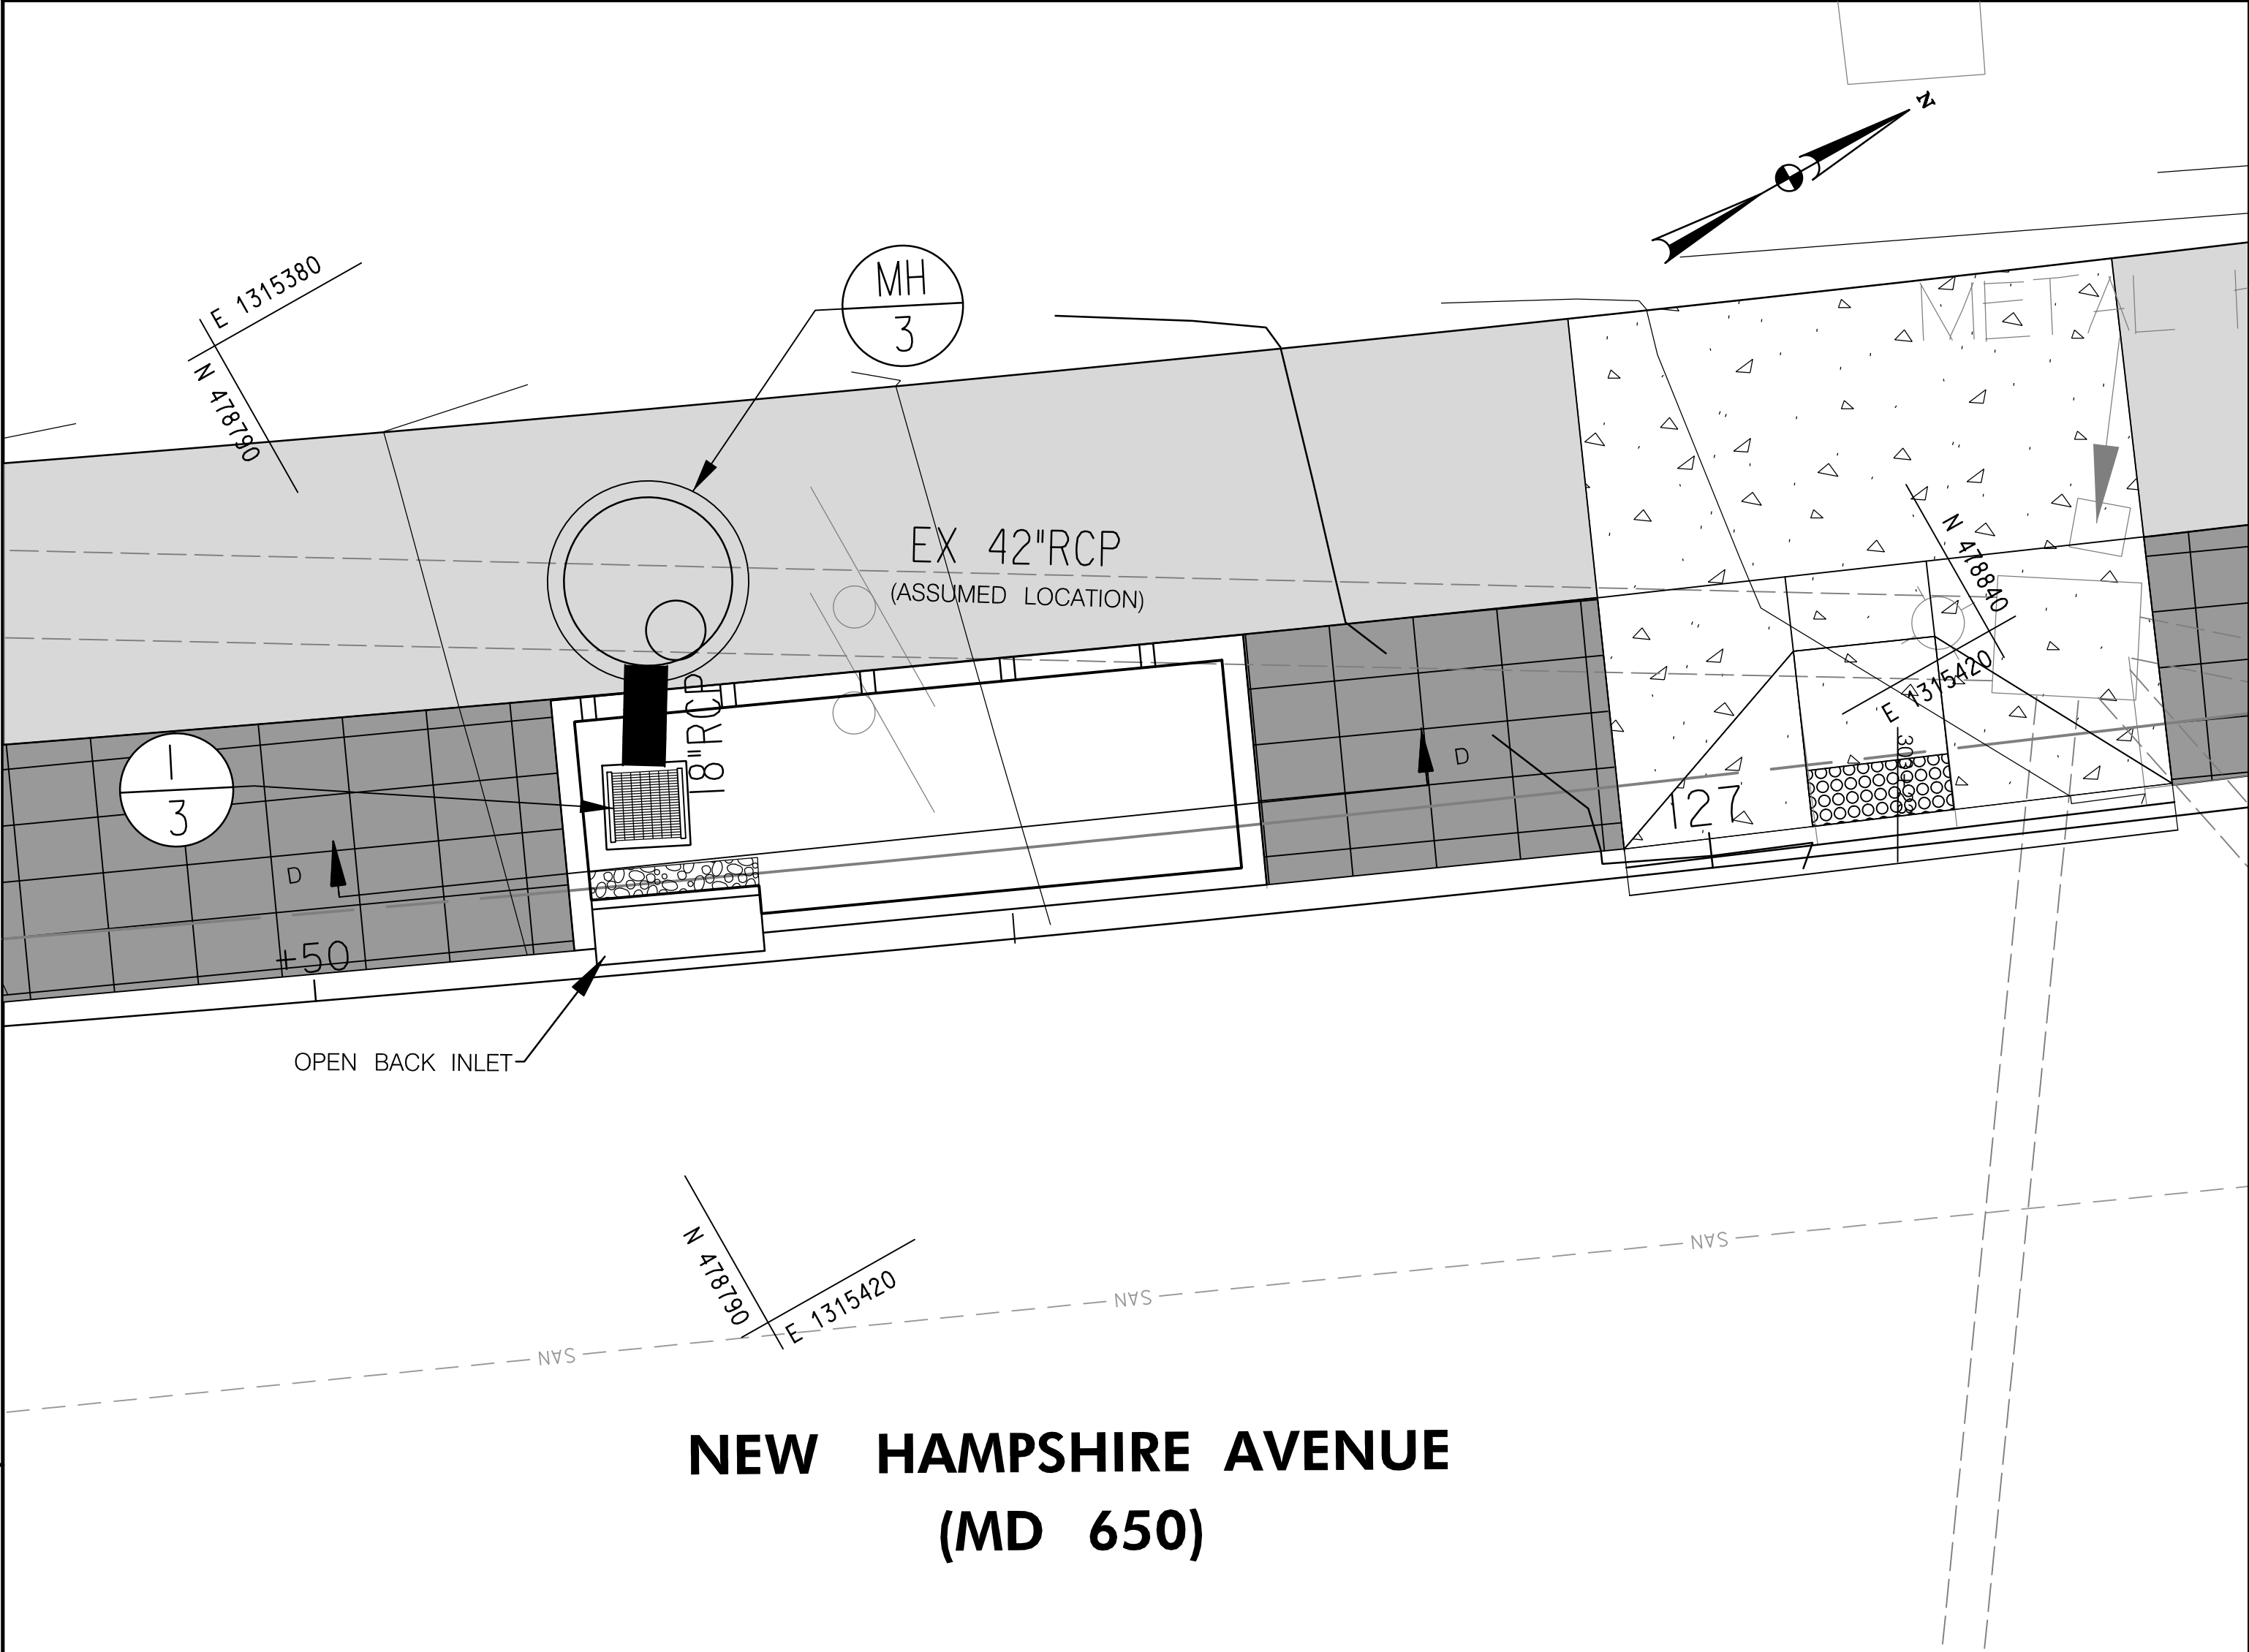 N
E 1315380
N 478790
MH
3
METAL
EX 42"RCP
(ASSUMED LOCATION)
N 478840
E 1315420
18"RCP
I
3
D
D
127
+50
OPEN BACK INLET
SAN
SAN
SAN
N 478790
E 1315420
NEW HAMPSHIRE AVENUE
(MD 650)